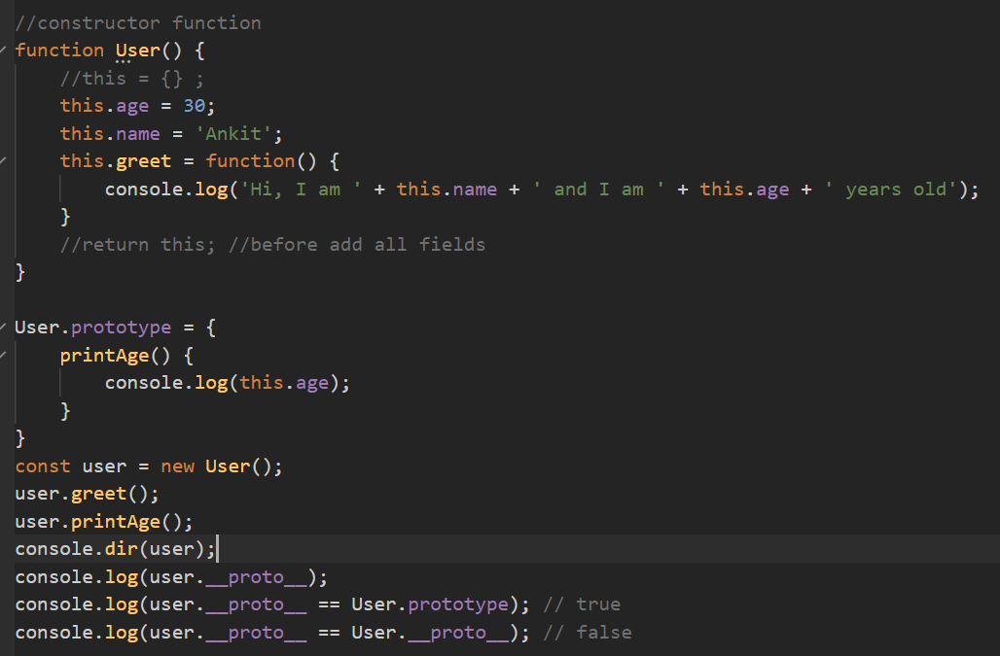 //constructor function
function User() {
    //this = {} ;
    this.age = 30;
    this.name = 'Ankit';
    this.greet = function() {
        console.log('Hi, I am ' + this.name + ' and I am ' + this.age + ' years old');
    }
    //return this; //before add all fields
}

User.prototype = {
    printAge() {
        console.log(this.age);
    }
}
const user = new User();
user.greet();
user.printAge();
console.dir(user);
console.log(user.__proto__);
console.log(user.__proto__ == User.prototype); // true
console.log(user.__proto__ == User.__proto__); // false